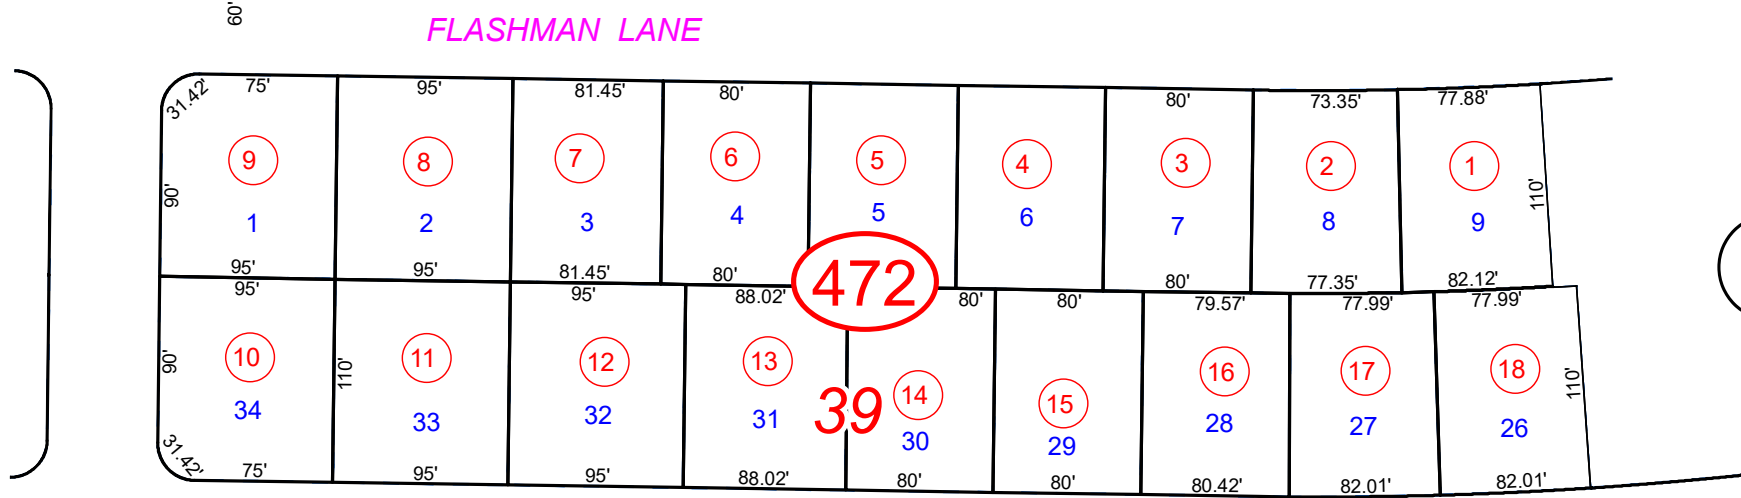 60'
FLASHMAN LANE
31.42' 75' 95' 81.45' 80' 80' 73.35' 77.88'
9 8 7 6 5 4 3 2 1
90' 110'
1 2 3 4 5 6 7 8 9
95' 95' 81.45' 80' 80' 77.35' 82.12'
472
95' 95' 88.02' 80' 80' 79.57' 77.99' 77.99'
90' 110' 110'
10 11 12 13 14 15 16 17 18
39
34 33 32 31 30 29 28 27 26
31.42' 75' 95' 95' 88.02' 80' 80' 80.42' 82.01' 82.01'